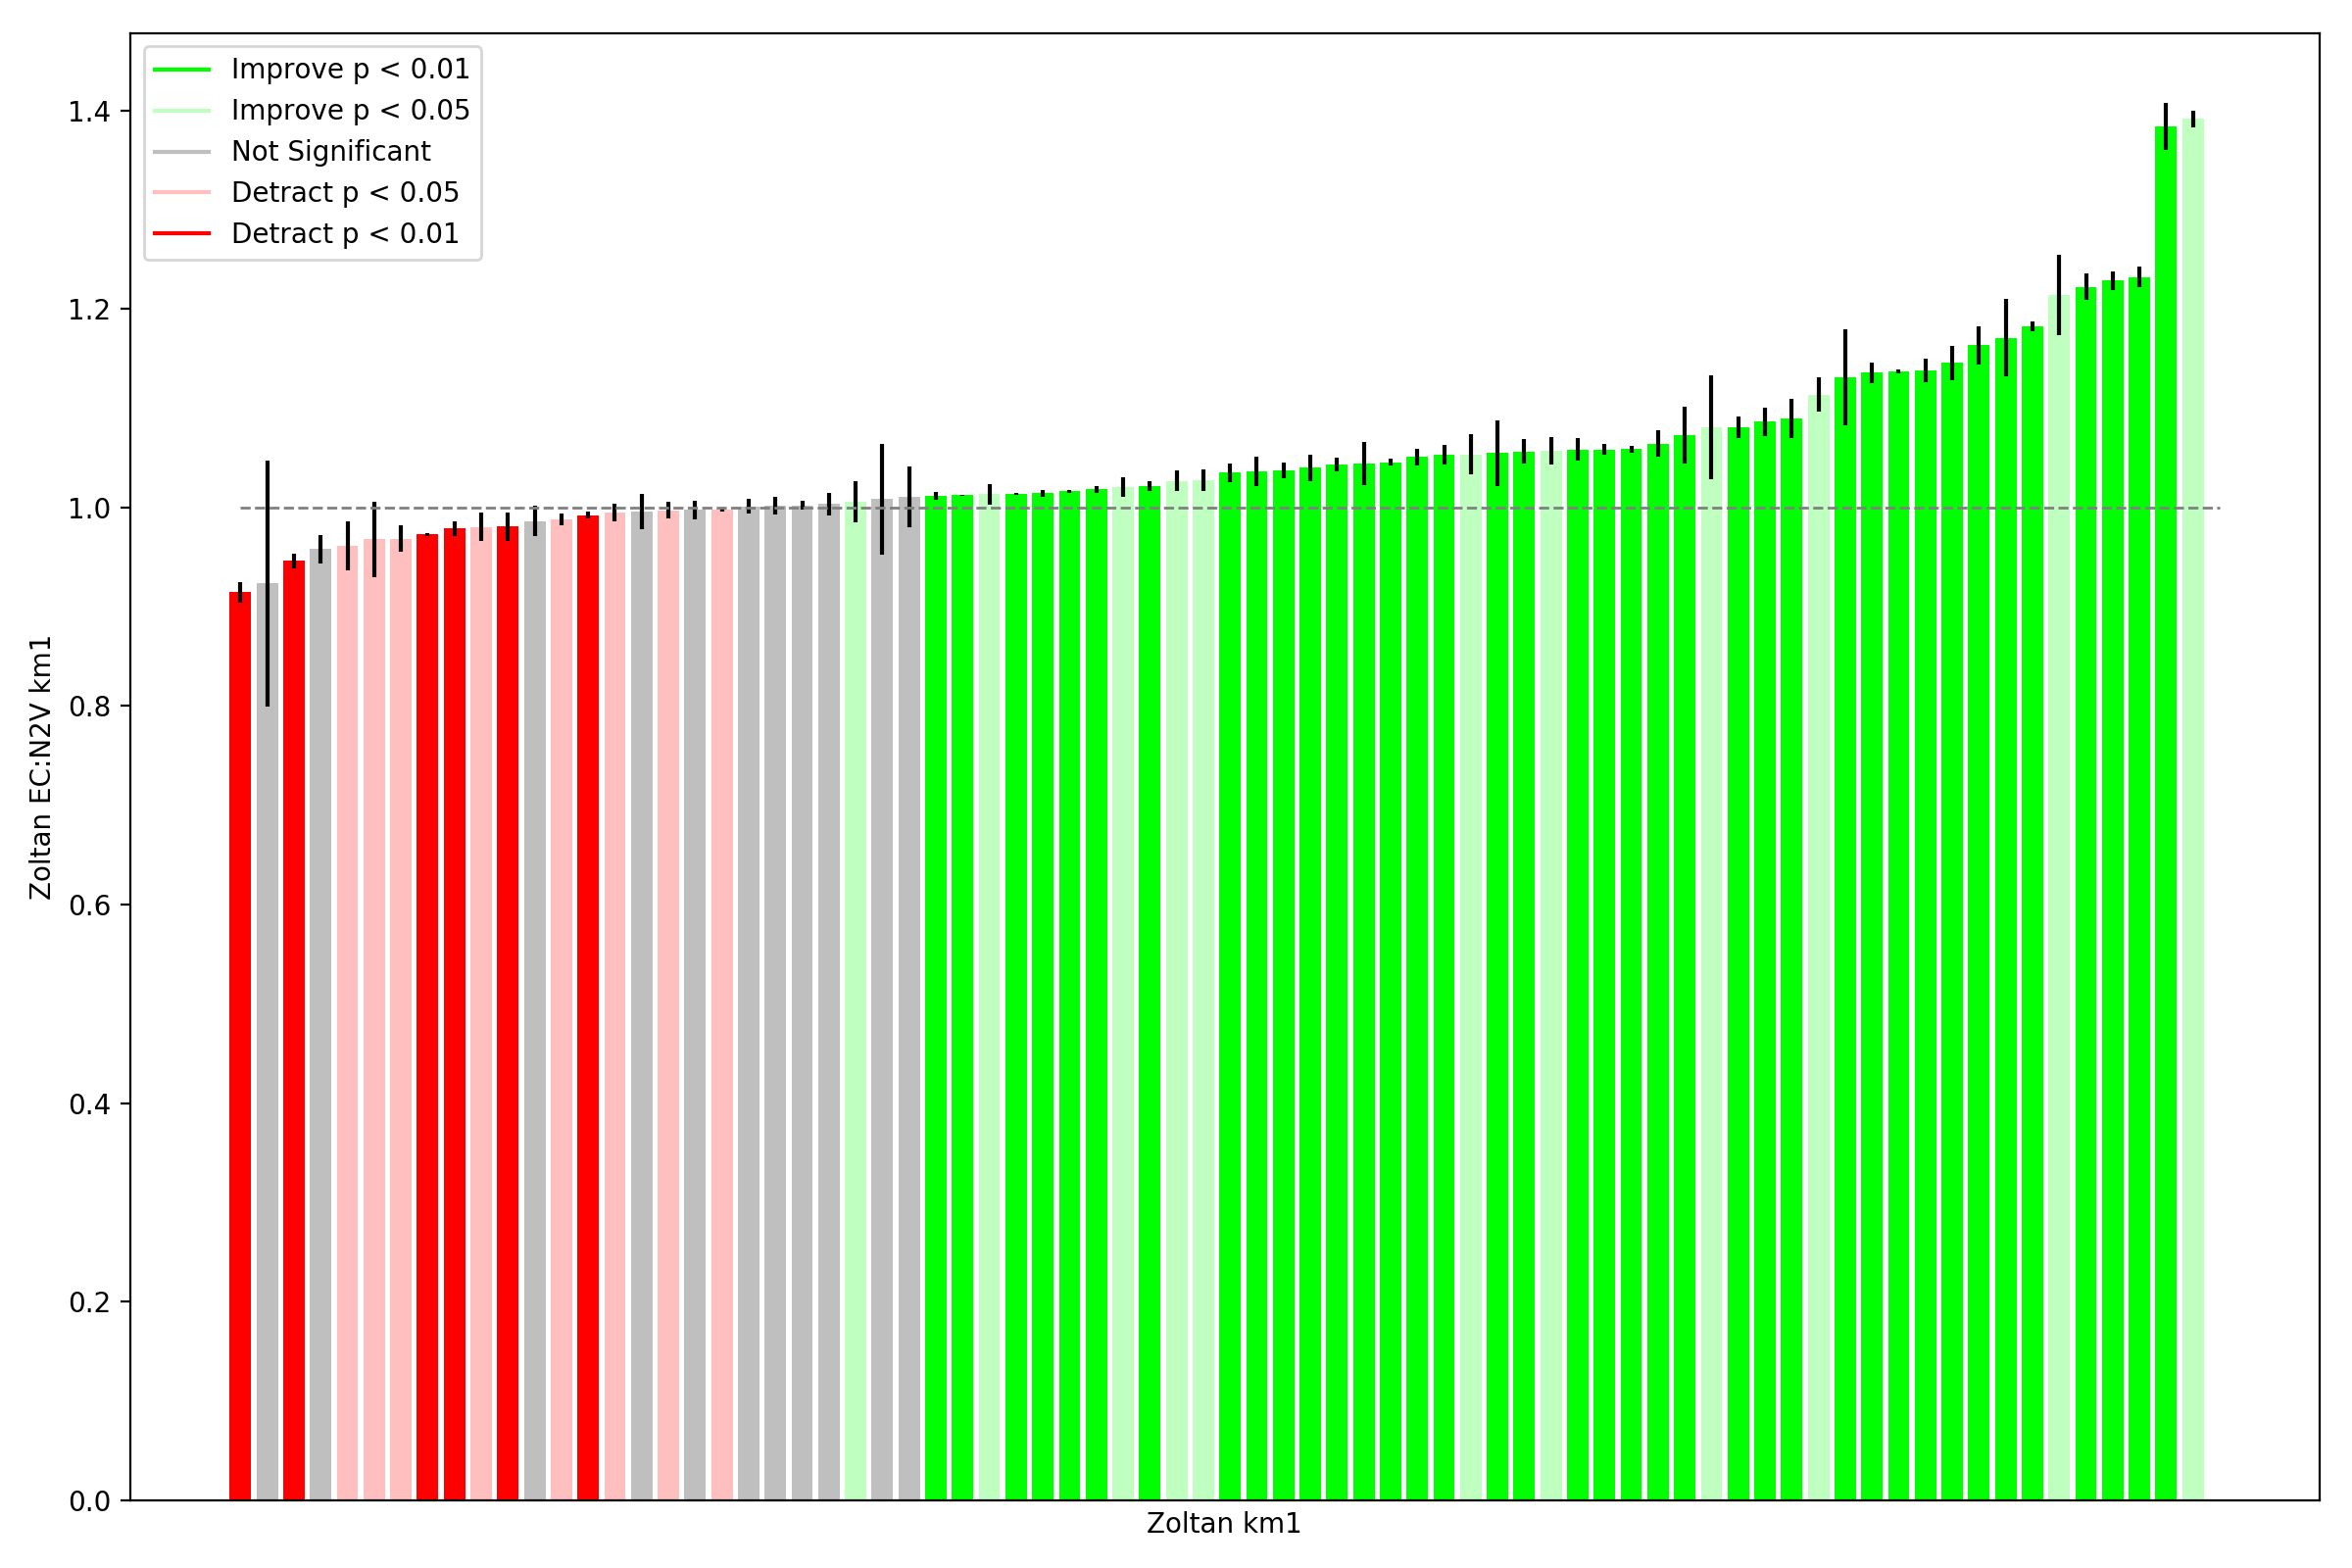 Improve p < 0.01
Improve p < 0.05
Not Significant
Detract p < 0.05
Detract p < 0.01
1.4
1.2
1.0
0.8
0.6
0.4
0.2
0.0
Zoltan EC:N2V km1
Zoltan km1